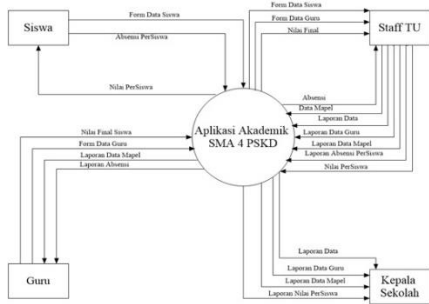 Form Data Siswa
Siswa
Absensi PerSiswa
Nilai PerSiswa
Form Data Siswa
Form Data Guru
Nilai Final
Staff TU
Absensi
Data Mapel
Laporan Data
Laporan Data Guru
Laporan Data Mapel
Laporan Absensi PerSiswa
Nilai PerSiswa
Aplikasi Akademik
SMA 4 PSKD
Nilai Final Siswa
Form Data Guru
Laporan Data Mapel
Laporan Absensi
Guru
Laporan Data
Laporan Data Guru
Laporan Data Mapel
Laporan Nilai PerSiswa
Kepala
Sekolah